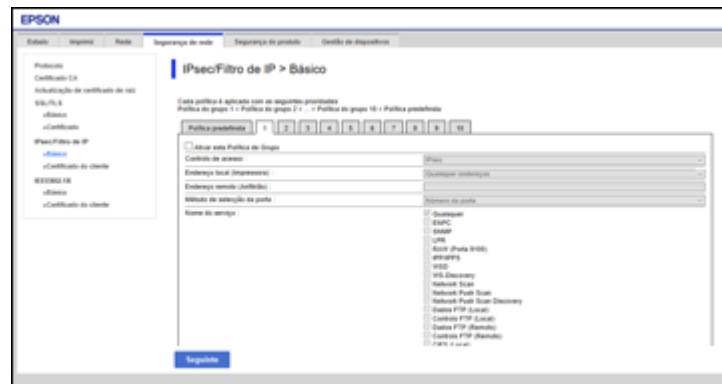 EPSON
Estado Imprimir Rede Segurança de rede Segurança do produto Gestão de dispositivos
Protocolo
Certificado CA
Actualização de certificado de raiz
SSL/TLS
»Básico
»Certificado
IPsec/Filtro de IP
»Básico
»Certificado do cliente
IEEE802.1X
»Básico
»Certificado do cliente
IPsec/Filtro de IP > Básico
Cada política é aplicada com as seguintes prioridades
Política do grupo 1 > Política do grupo 2 > ... > Política do grupo 10 > Política predefinida
Política predefinida 1 2 3 4 5 6 7 8 9 10
Ativar esta Política de Grupo
Controlo de acesso: IPsec
Endereço local (Impressora) : Quaisquer endereços
Endereço remoto (Anfitrião) :
Método de selecção da porta : Número da porta
Nome do serviço : Quaisquer
ENPC
SNMP
LPR
RAW (Porta 9100)
IPP/IPPS
WSD
WS-Discovery
Network Scan
Network Push Scan
Network Push Scan Discovery
Dados FTP (Local)
Controlo FTP (Local)
Dados FTP (Remoto)
Controlo FTP (Remoto)
CIFS (Local)
Seguinte